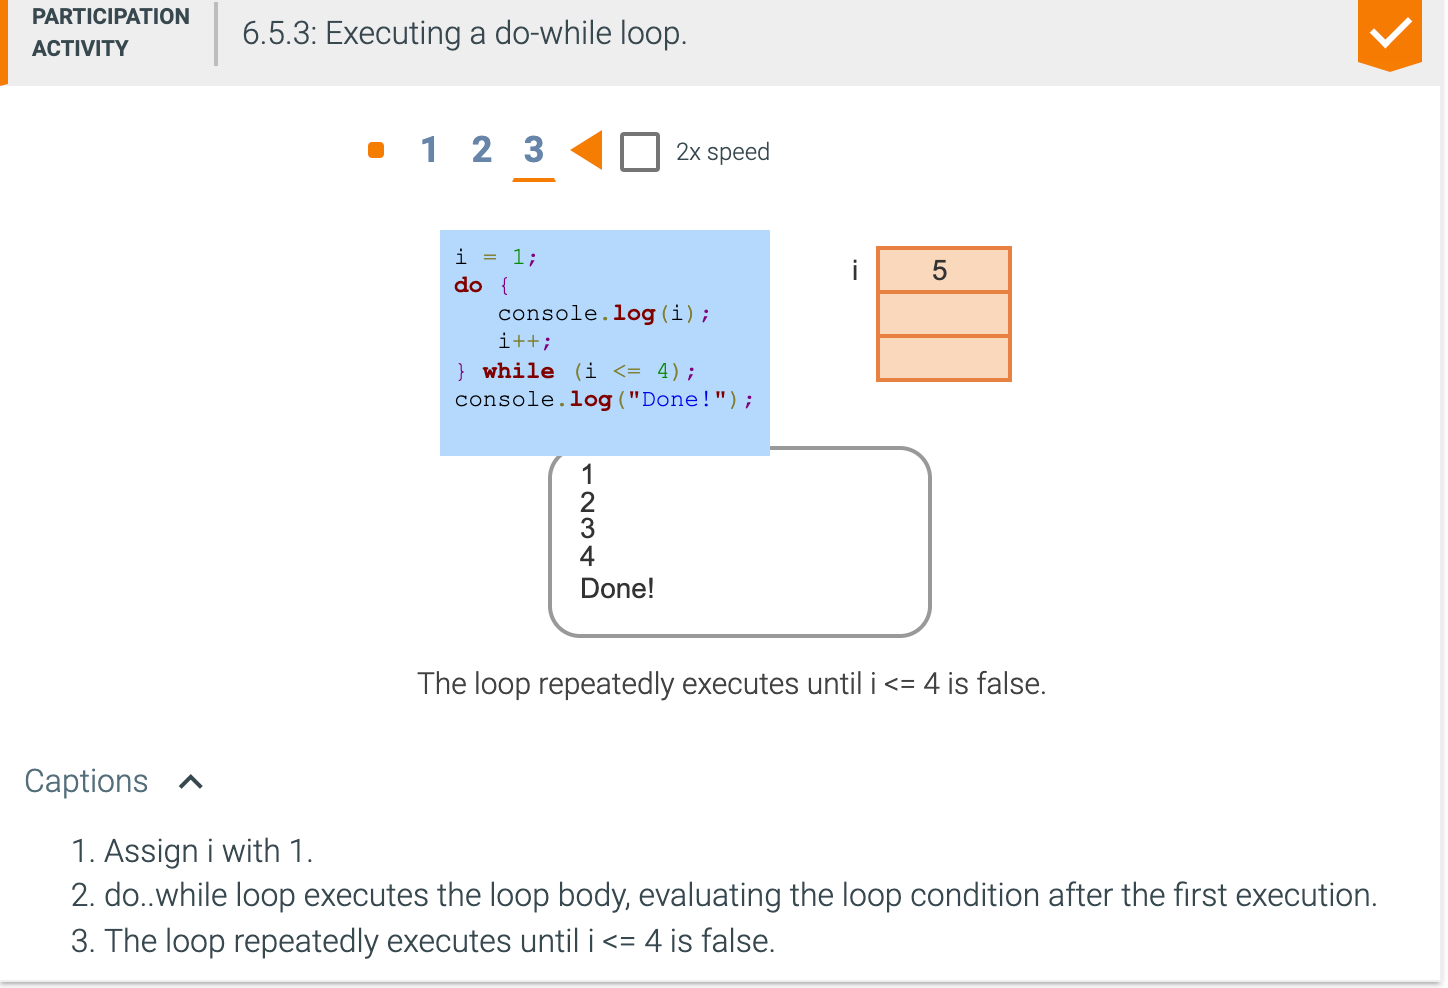 PARTICIPATION
ACTIVITY
6.5.3: Executing a do-while loop.
1 2 3 2x speed
i = 1;
do {
   console.log(i);
   i++;
} while (i <= 4);
console.log("Done!");
i 5
1
2
3
4
Done!
The loop repeatedly executes until i <= 4 is false.
Captions
1. Assign i with 1.
2. do..while loop executes the loop body, evaluating the loop condition after the first execution.
3. The loop repeatedly executes until i <= 4 is false.